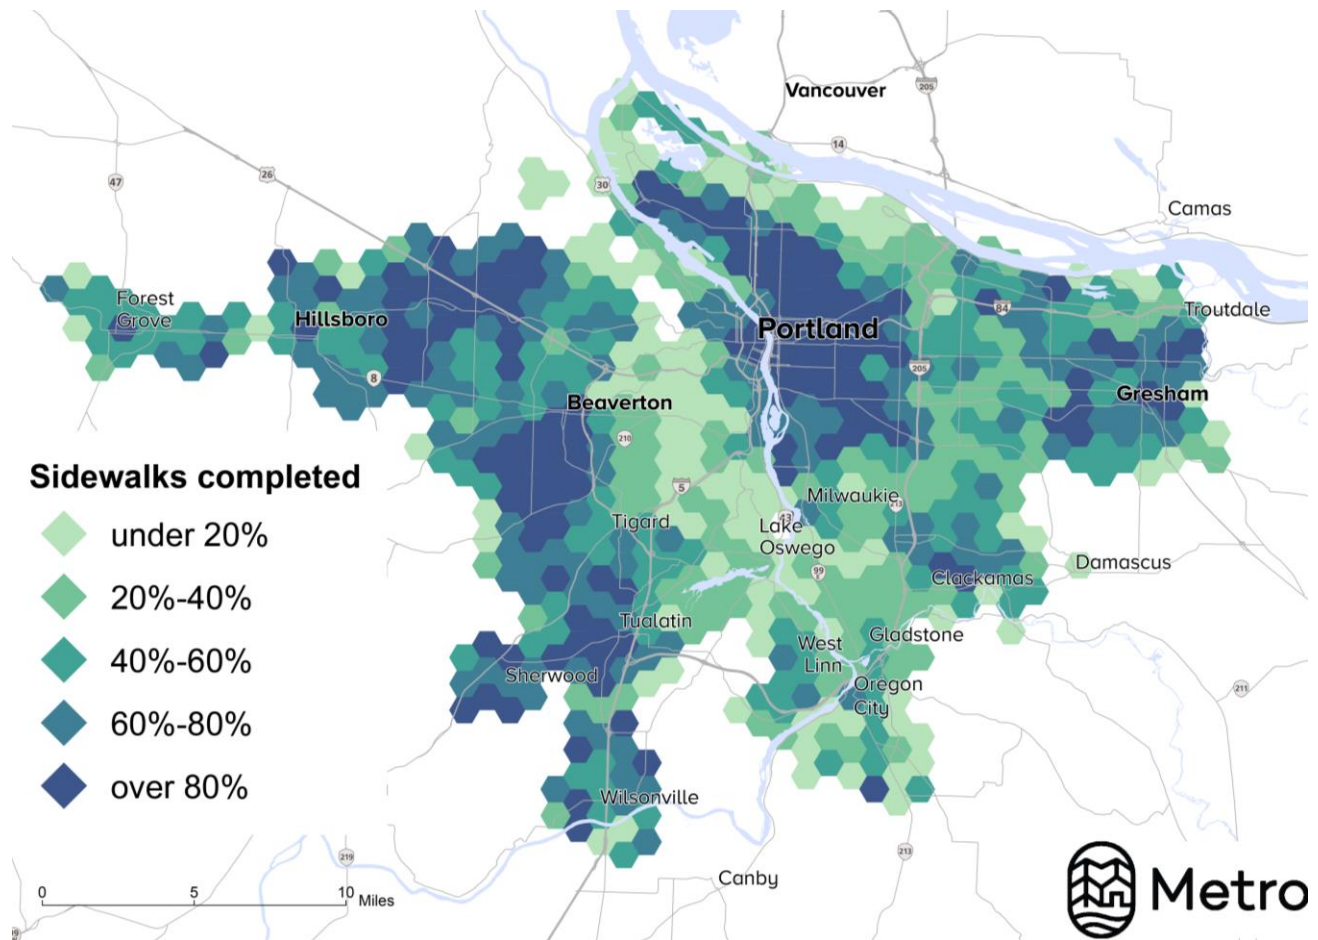 Vancouver
205
14
47
26
30
Camas
Forest
Grove
Hillsboro
84
Troutdale
Portland
205
8
Beaverton
Gresham
210
Sidewalks completed
5
Milwaukie
213
under 20%
Tigard
43
Lake
Oswego
Damascus
99
E
Clackamas
20%-40%
Tualatin
Gladstone
West
Linn
40%-60%
Sherwood
Oregon
City
211
60%-80%
over 80%
Wilsonville
219
213
Canby
Metro
0
5
10
Miles